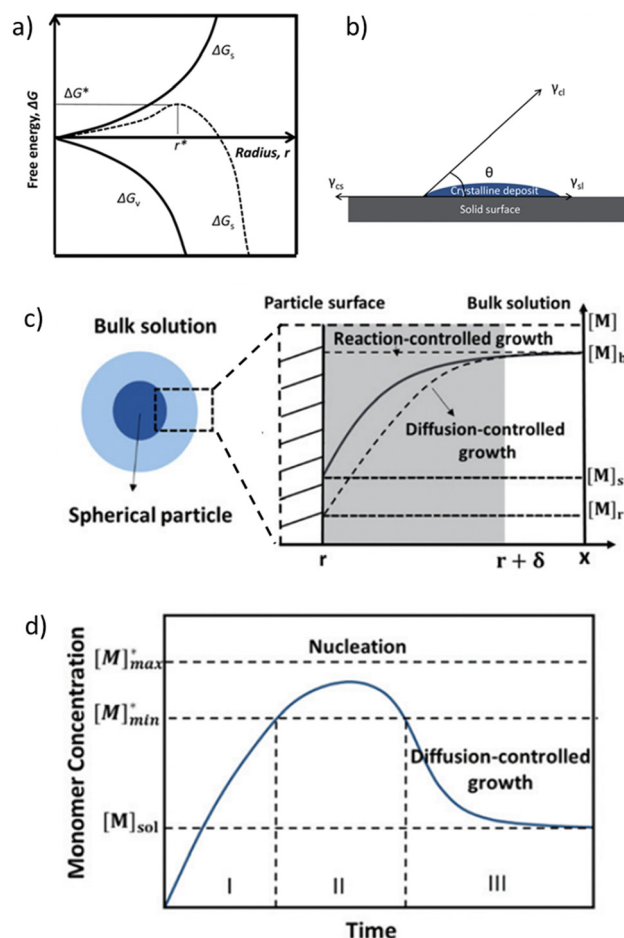 a)
Free energy, ΔG
ΔG*
r*
Radius, r
ΔGs
ΔGv
ΔGs
b)
γcl
θ
γcs
Crystalline deposit
γsl
Solid surface
c)
Bulk solution
Spherical particle
Particle surface
Bulk solution
[M]
Reaction-controlled growth
[M]b
Diffusion-controlled
growth
[M]s
[M]r
r
r + δ
x
d)
Monomer Concentration
[M]*max
Nucleation
[M]*min
Diffusion-controlled
growth
[M]sol
I
II
III
Time